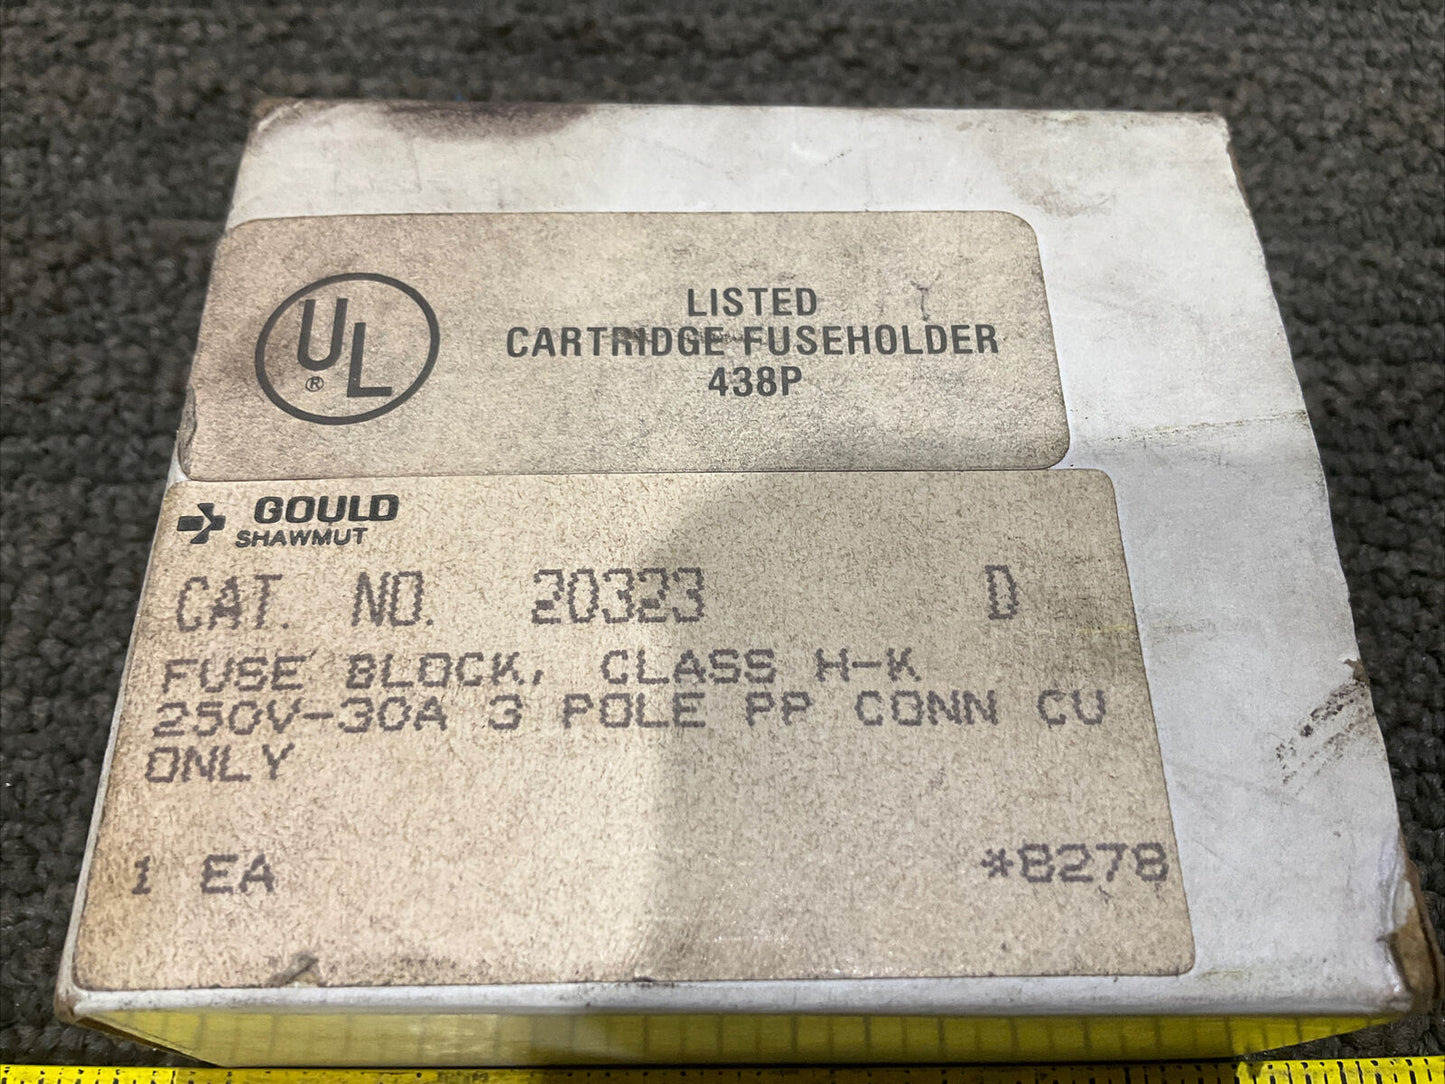 UL®
LISTED
CARTRIDGE FUSEHOLDER
438P
GOULD
SHAWMUT
CAT. NO. 20323 D
FUSE BLOCK, CLASS H-K
250V-30A 3 POLE PP CONN CU
ONLY
1 EA *8278